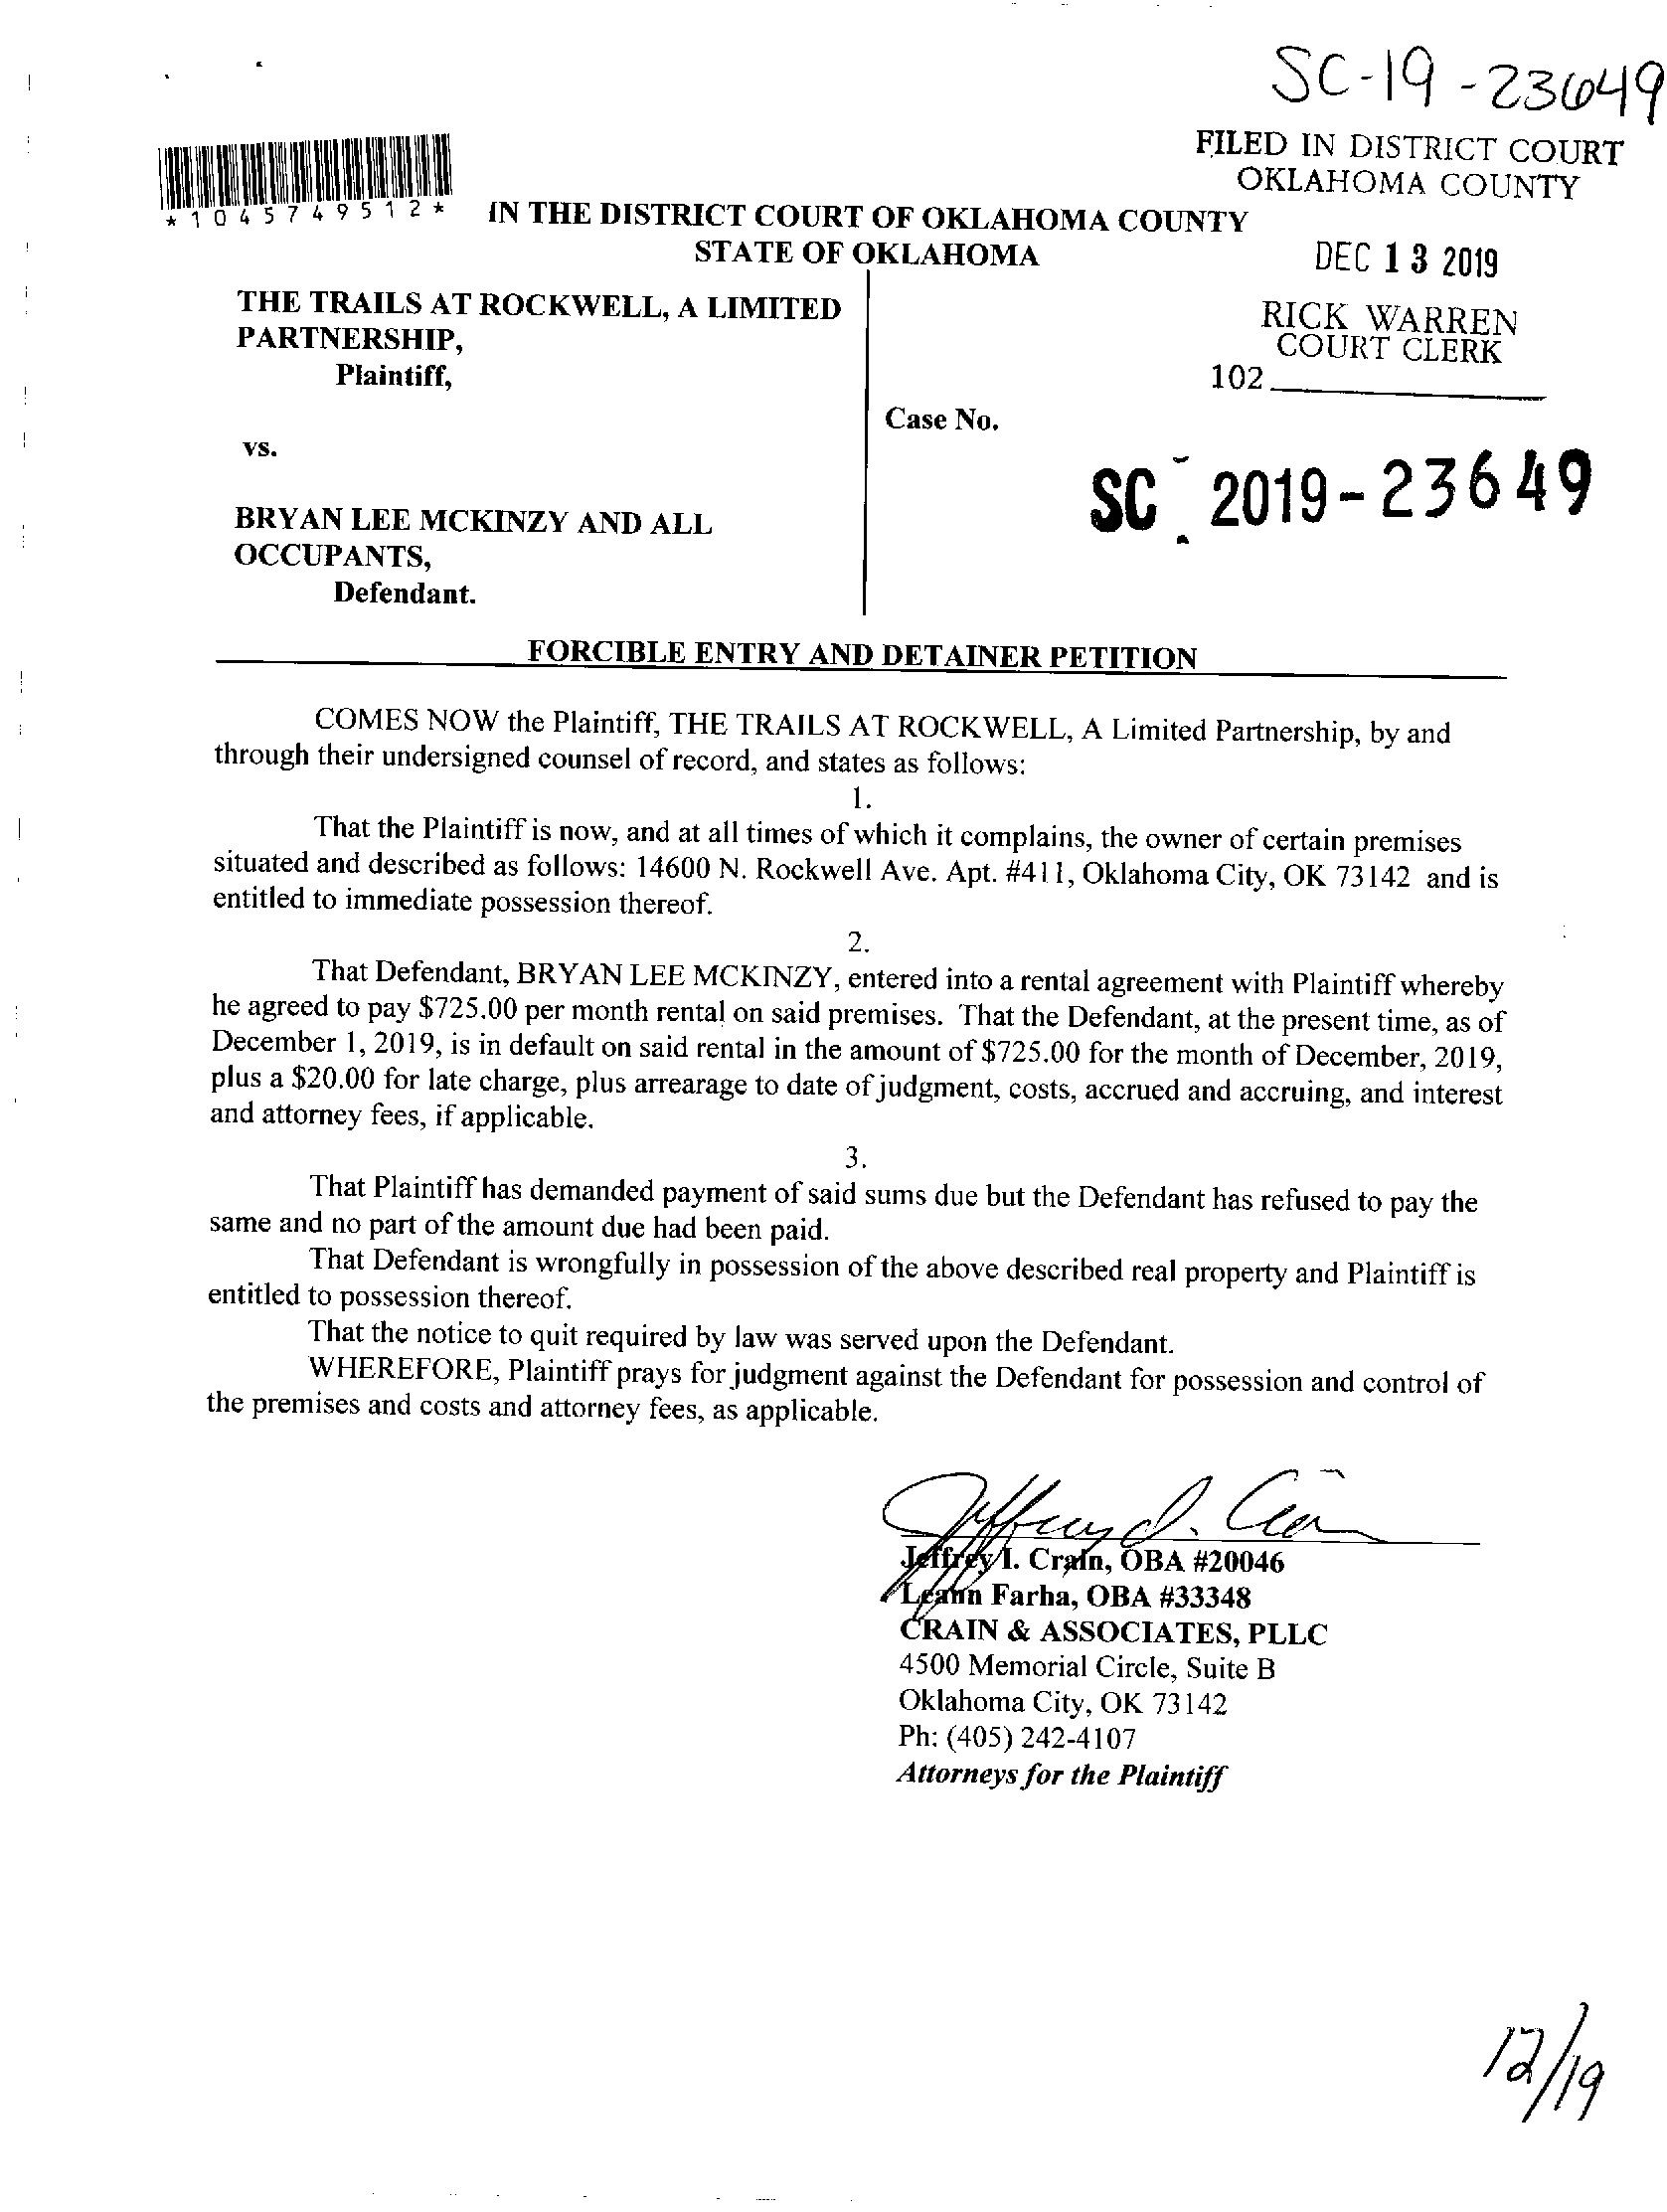 SC-19-23649
FILED IN DISTRICT COURT
OKLAHOMA COUNTY
*1045749512*
IN THE DISTRICT COURT OF OKLAHOMA COUNTY
STATE OF OKLAHOMA
DEC 13 2019
THE TRAILS AT ROCKWELL, A LIMITED
PARTNERSHIP,
Plaintiff,
RICK WARREN
COURT CLERK
102
Case No.
vs.
SC - 2019-23649
BRYAN LEE MCKINZY AND ALL
OCCUPANTS,
Defendant.
FORCIBLE ENTRY AND DETAINER PETITION
COMES NOW the Plaintiff, THE TRAILS AT ROCKWELL, A Limited Partnership, by and
through their undersigned counsel of record, and states as follows:
1.
That the Plaintiff is now, and at all times of which it complains, the owner of certain premises
situated and described as follows: 14600 N. Rockwell Ave. Apt. #411, Oklahoma City, OK 73142 and is
entitled to immediate possession thereof.
2.
That Defendant, BRYAN LEE MCKINZY, entered into a rental agreement with Plaintiff whereby
he agreed to pay $725.00 per month rental on said premises. That the Defendant, at the present time, as of
December 1, 2019, is in default on said rental in the amount of $725.00 for the month of December, 2019,
plus a $20.00 for late charge, plus arrearage to date of judgment, costs, accrued and accruing, and interest
and attorney fees, if applicable.
3.
That Plaintiff has demanded payment of said sums due but the Defendant has refused to pay the
same and no part of the amount due had been paid.
That Defendant is wrongfully in possession of the above described real property and Plaintiff is
entitled to possession thereof.
That the notice to quit required by law was served upon the Defendant.
WHEREFORE, Plaintiff prays for judgment against the Defendant for possession and control of
the premises and costs and attorney fees, as applicable.
Jeffrey I. Crain
Jeffrey I. Crain, OBA #20046
Leann Farha, OBA #33348
CRAIN & ASSOCIATES, PLLC
4500 Memorial Circle, Suite B
Oklahoma City, OK 73142
Ph: (405) 242-4107
Attorneys for the Plaintiff
12/19